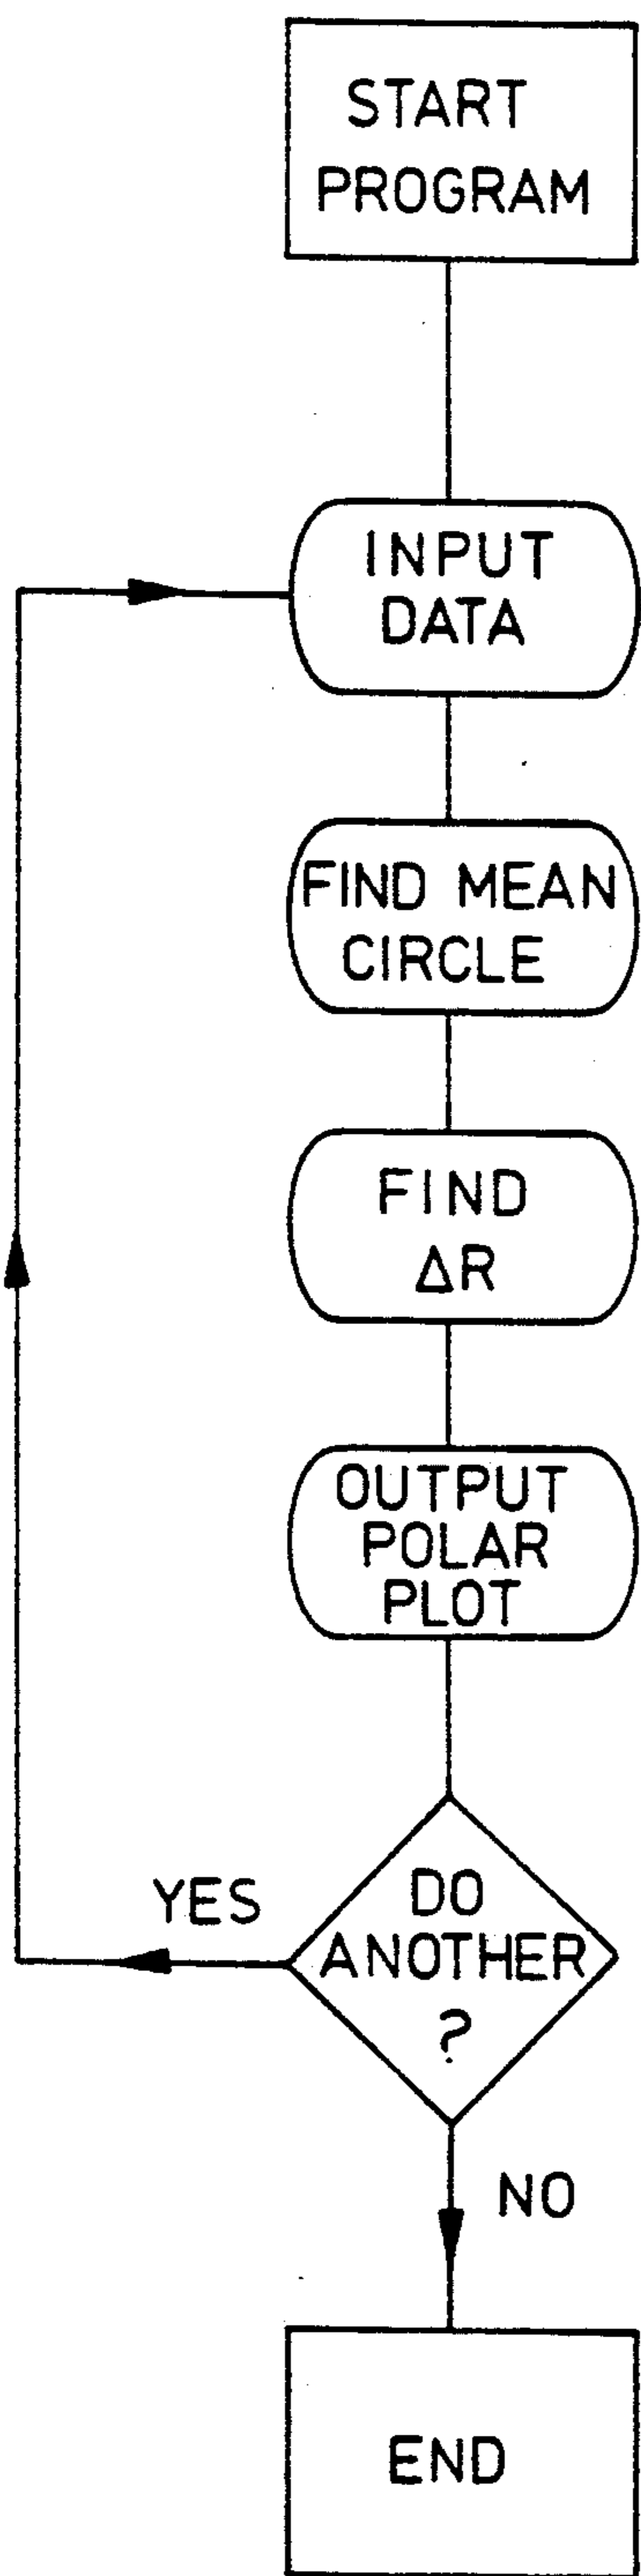 START
PROGRAM
INPUT
DATA
FIND MEAN
CIRCLE
FIND
ΔR
OUTPUT
POLAR
PLOT
DO
ANOTHER
?
YES
NO
END